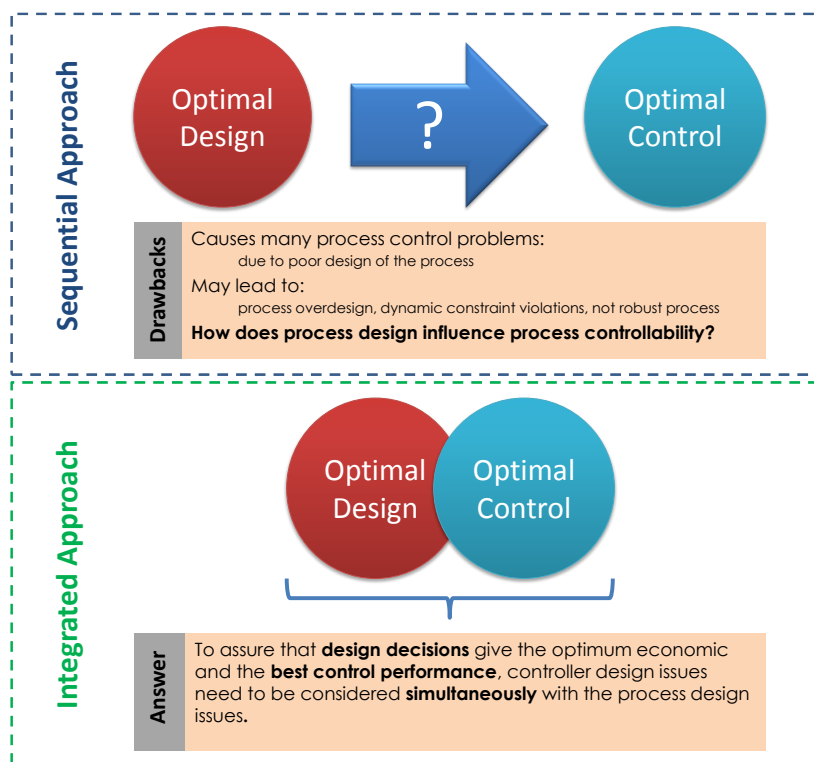 Sequential Approach
Optimal
Design
?
Optimal
Control
Drawbacks
Causes many process control problems:
due to poor design of the process
May lead to:
process overdesign, dynamic constraint violations, not robust process
How does process design influence process controllability?
Integrated Approach
Optimal
Design
Optimal
Control
Answer
To assure that design decisions give the optimum economic
and the best control performance, controller design issues
need to be considered simultaneously with the process design
issues.